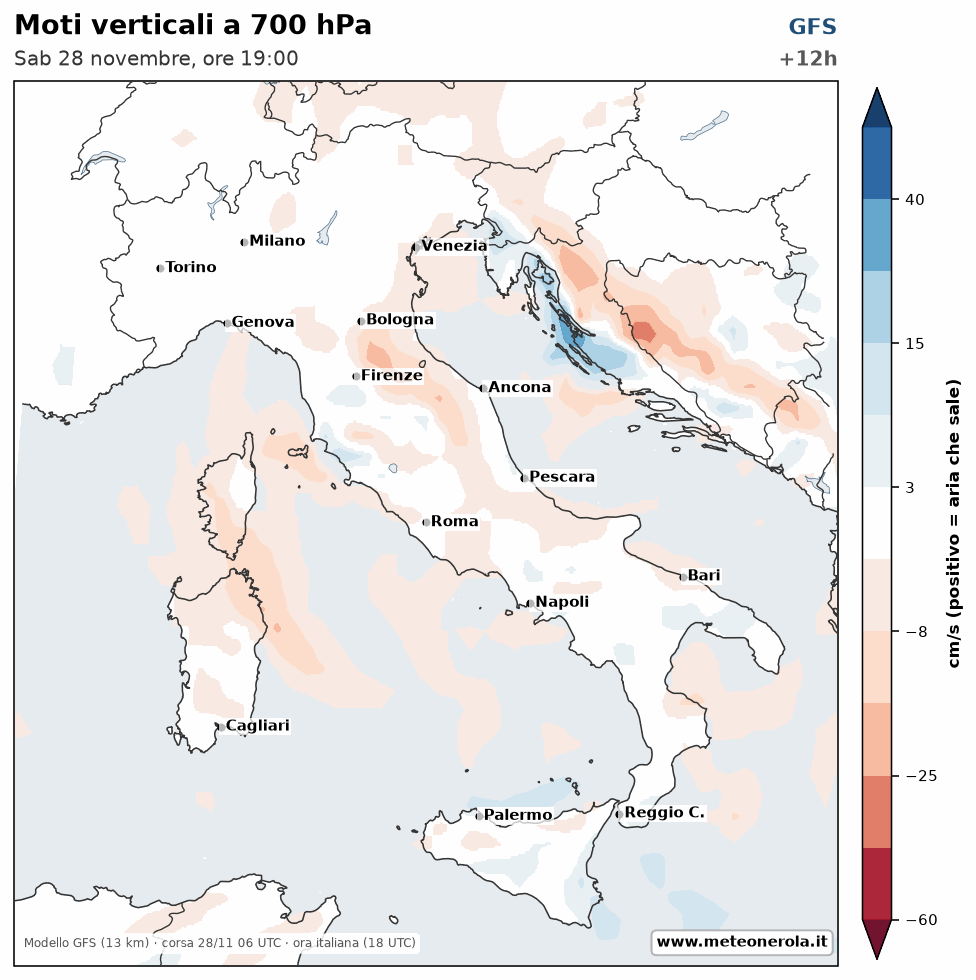 Moti verticali a 700 hPa
GFS
Sab 28 novembre, ore 19:00
+12h
40
15
3
−8
−25
−60
cm/s (positivo = aria che sale)
Milano
Venezia
Torino
Genova
Bologna
Firenze
Ancona
Pescara
Roma
Bari
Napoli
Cagliari
Palermo
Reggio C.
Modello GFS (13 km) · corsa 28/11 06 UTC · ora italiana (18 UTC)
www.meteonerola.it